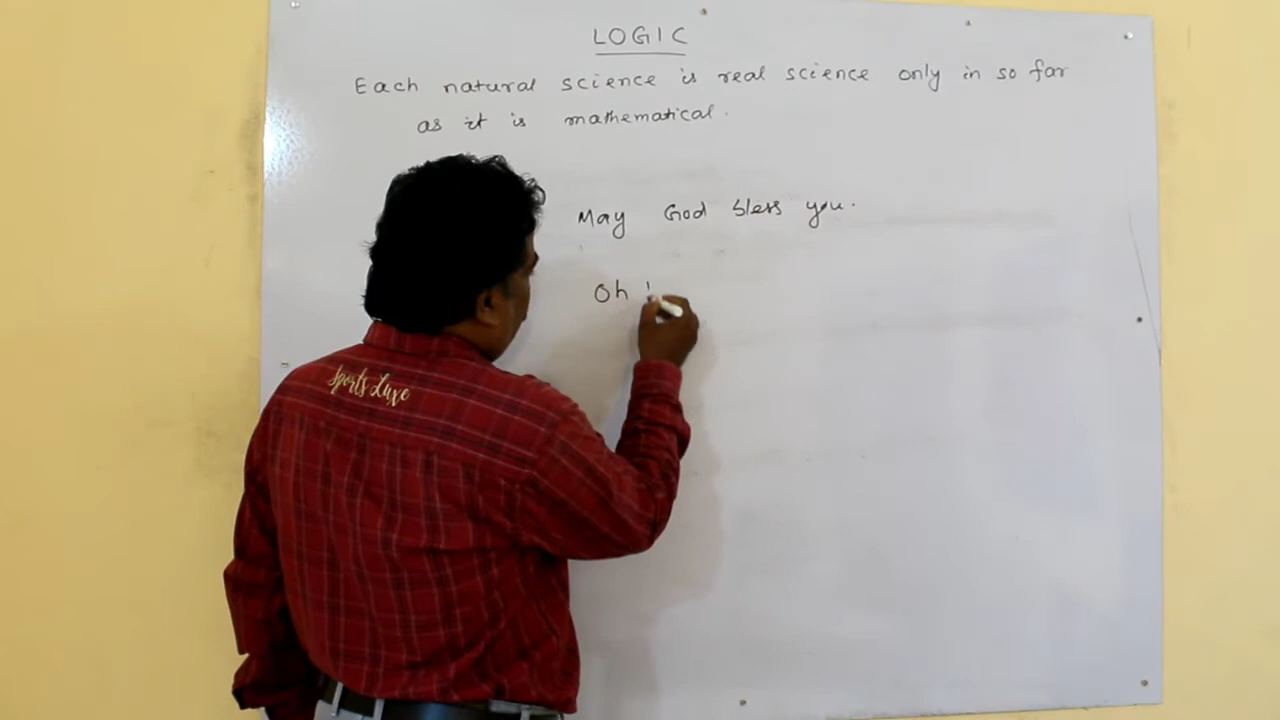 LOGIC
Each natural science is real science only in so far
as it is mathematical.
May God bless you.
Oh !
Sports Luxe